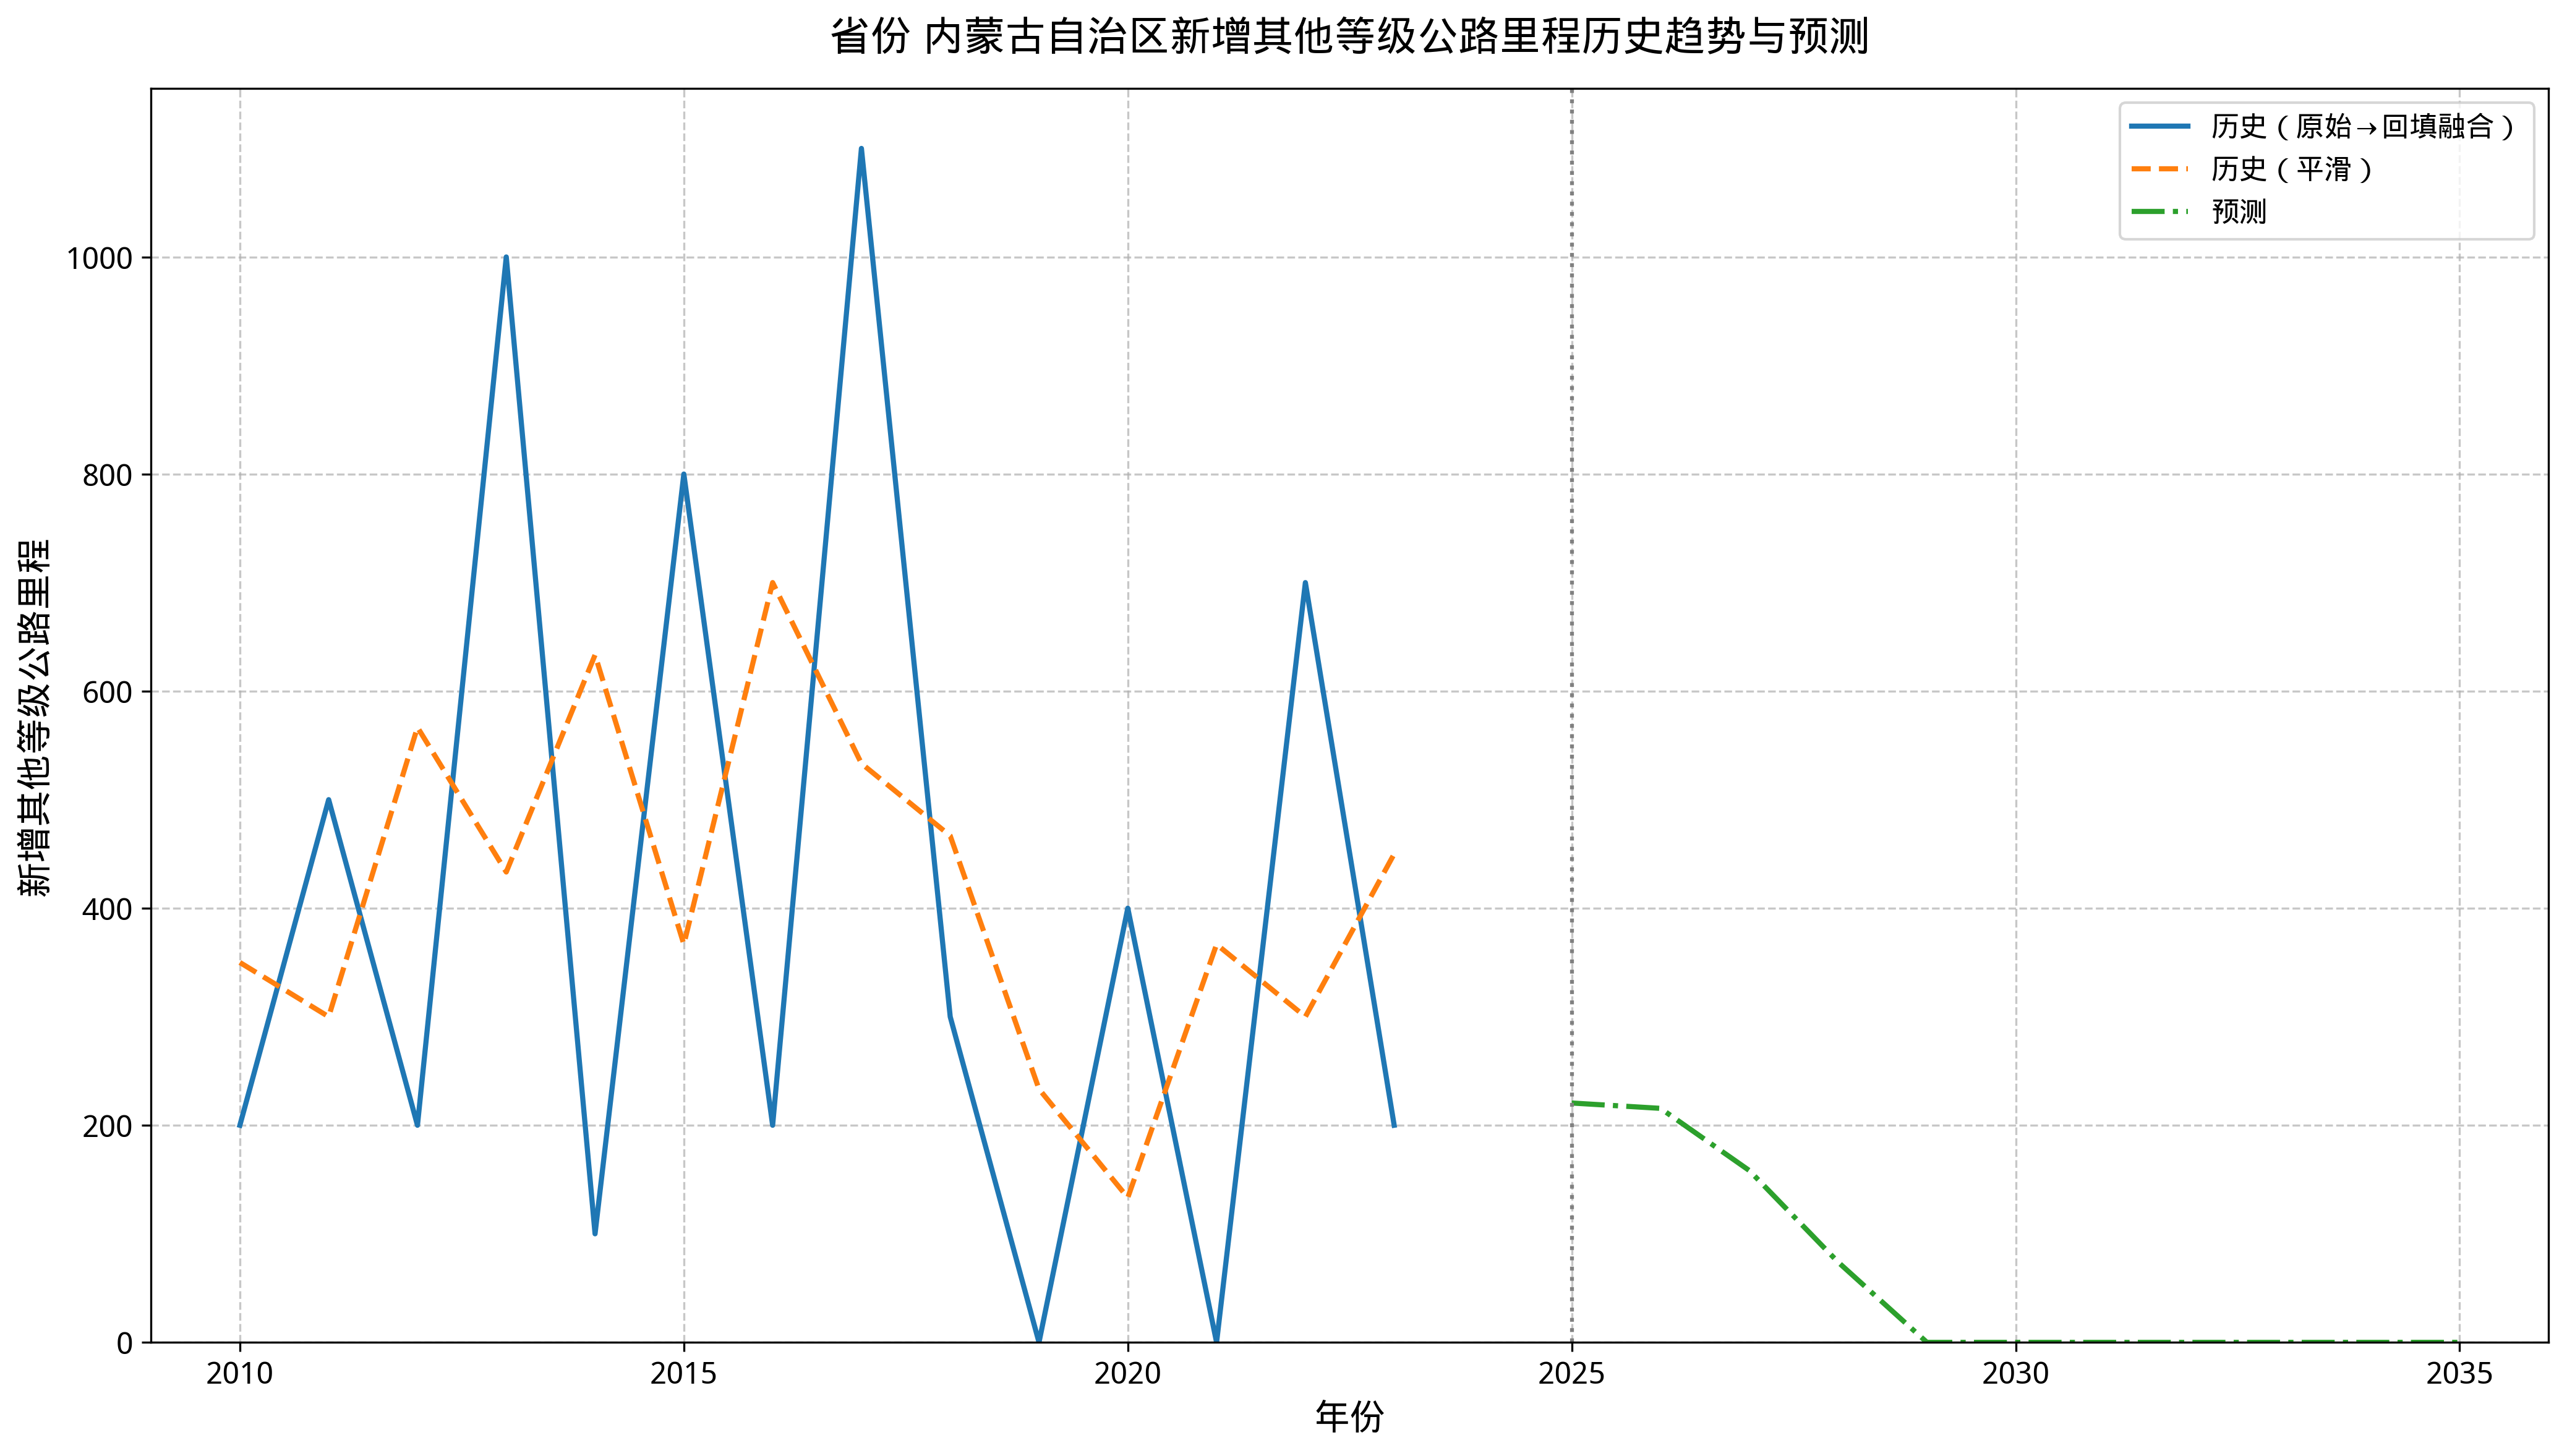 省份 内蒙古自治区新增其他等级公路里程历史趋势与预测
历史（原始→回填融合）
历史（平滑）
预测
新增其他等级公路里程
1000
800
600
400
200
0
2010
2015
2020
2025
2030
2035
年份